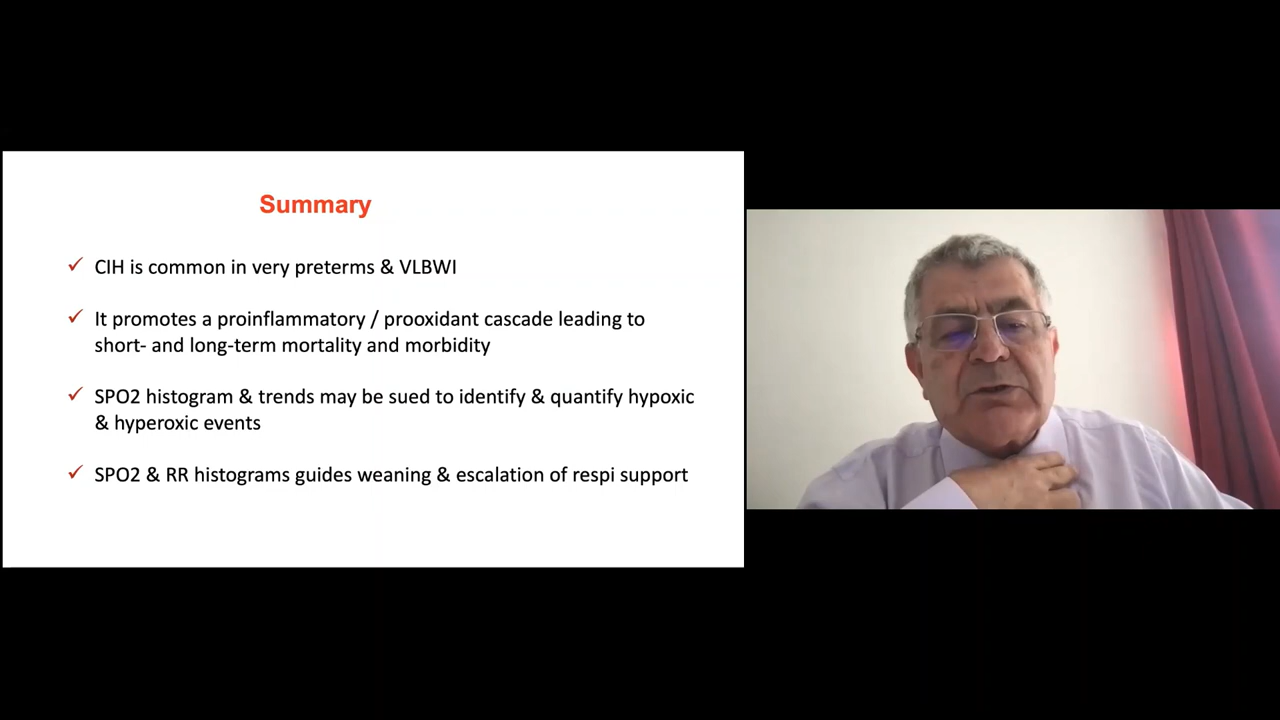 Summary
✓ CIH is common in very preterms & VLBWI
✓ It promotes a proinflammatory / prooxidant cascade leading to
short- and long-term mortality and morbidity
✓ SPO2 histogram & trends may be sued to identify & quantify hypoxic
& hyperoxic events
✓ SPO2 & RR histograms guides weaning & escalation of respi support